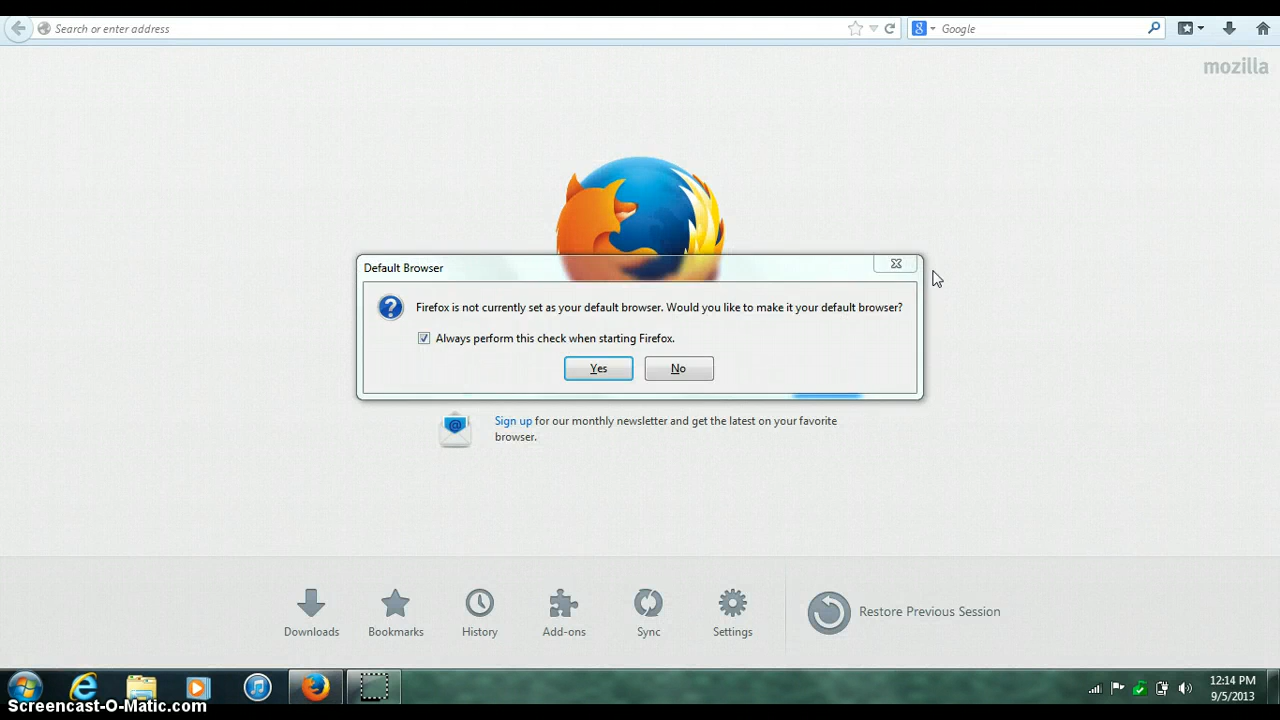 Search or enter address
Google
mozilla
Default Browser
Firefox is not currently set as your default browser. Would you like to make it your default browser?
Always perform this check when starting Firefox.
Yes
No
Sign up for our monthly newsletter and get the latest on your favorite
browser.
Downloads
Bookmarks
History
Add-ons
Sync
Settings
Restore Previous Session
12:14 PM
9/5/2013
Screencast-O-Matic.com